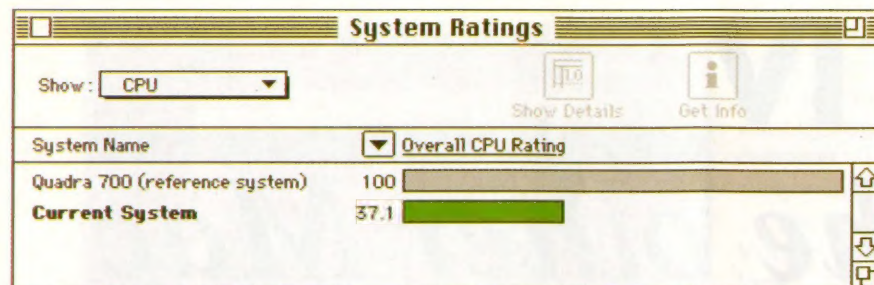 System Ratings
Show: CPU
Show Details
Get Info
System Name
Overall CPU Rating
Quadra 700 (reference system) 100
Current System 37.1